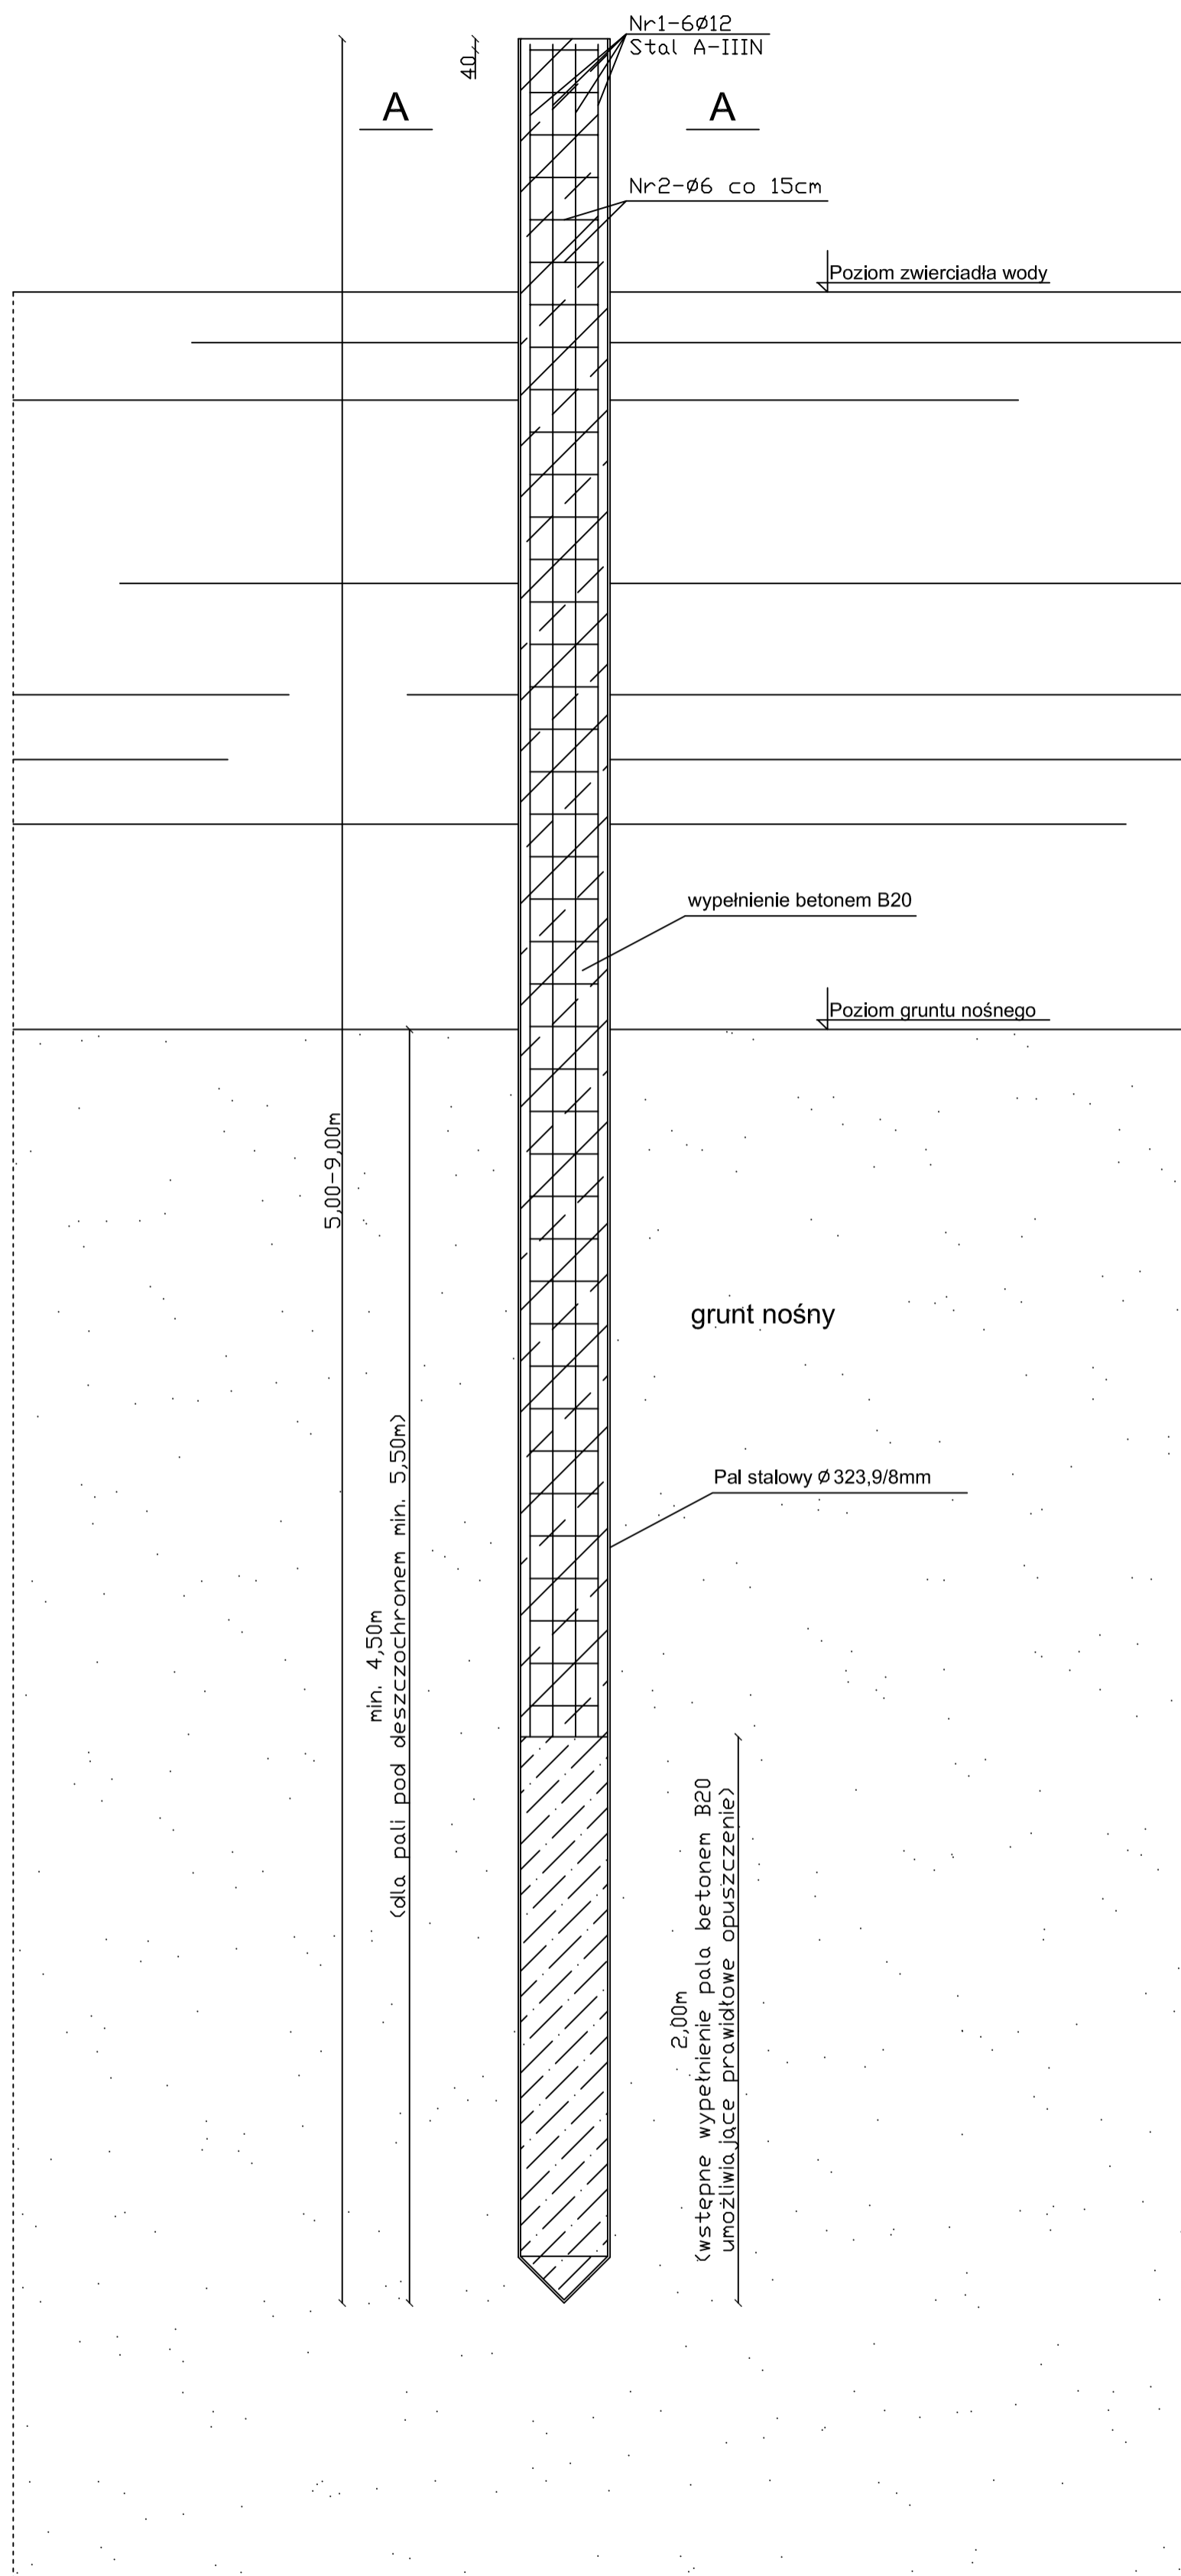 Nr1-6ø12
Stal A-IIIN
40
A
A
Nr2-ø6 co 15cm
Poziom zwierciadła wody
wypełnienie betonem B20
Poziom gruntu nośnego
5,00-9,00m
grunt nośny
min. 4,50m
(dla pali pod deszczochronem min. 5,50m)
Pal stalowy Ø 323,9/8mm
2,00m
(wstępne wypełnienie pala betonem B20
umożliwiające prawidłowe opuszczenie)